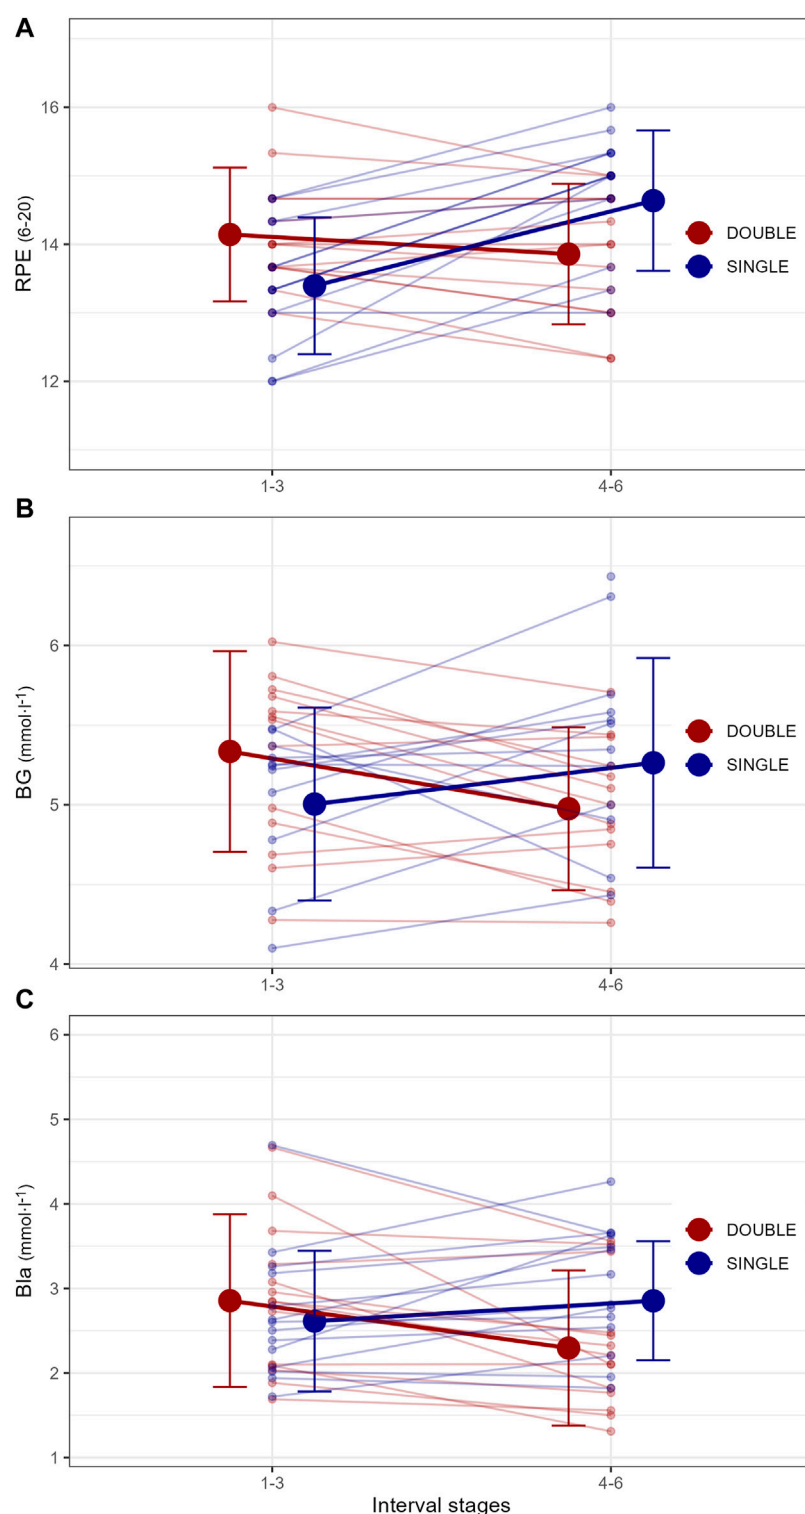 A
RPE (6-20)
16
14
12
DOUBLE
SINGLE
1-3
4-6
B
BG (mmol·l⁻¹)
6
5
4
DOUBLE
SINGLE
1-3
4-6
C
Bla (mmol·l⁻¹)
6
5
4
3
2
1
DOUBLE
SINGLE
1-3
4-6
Interval stages